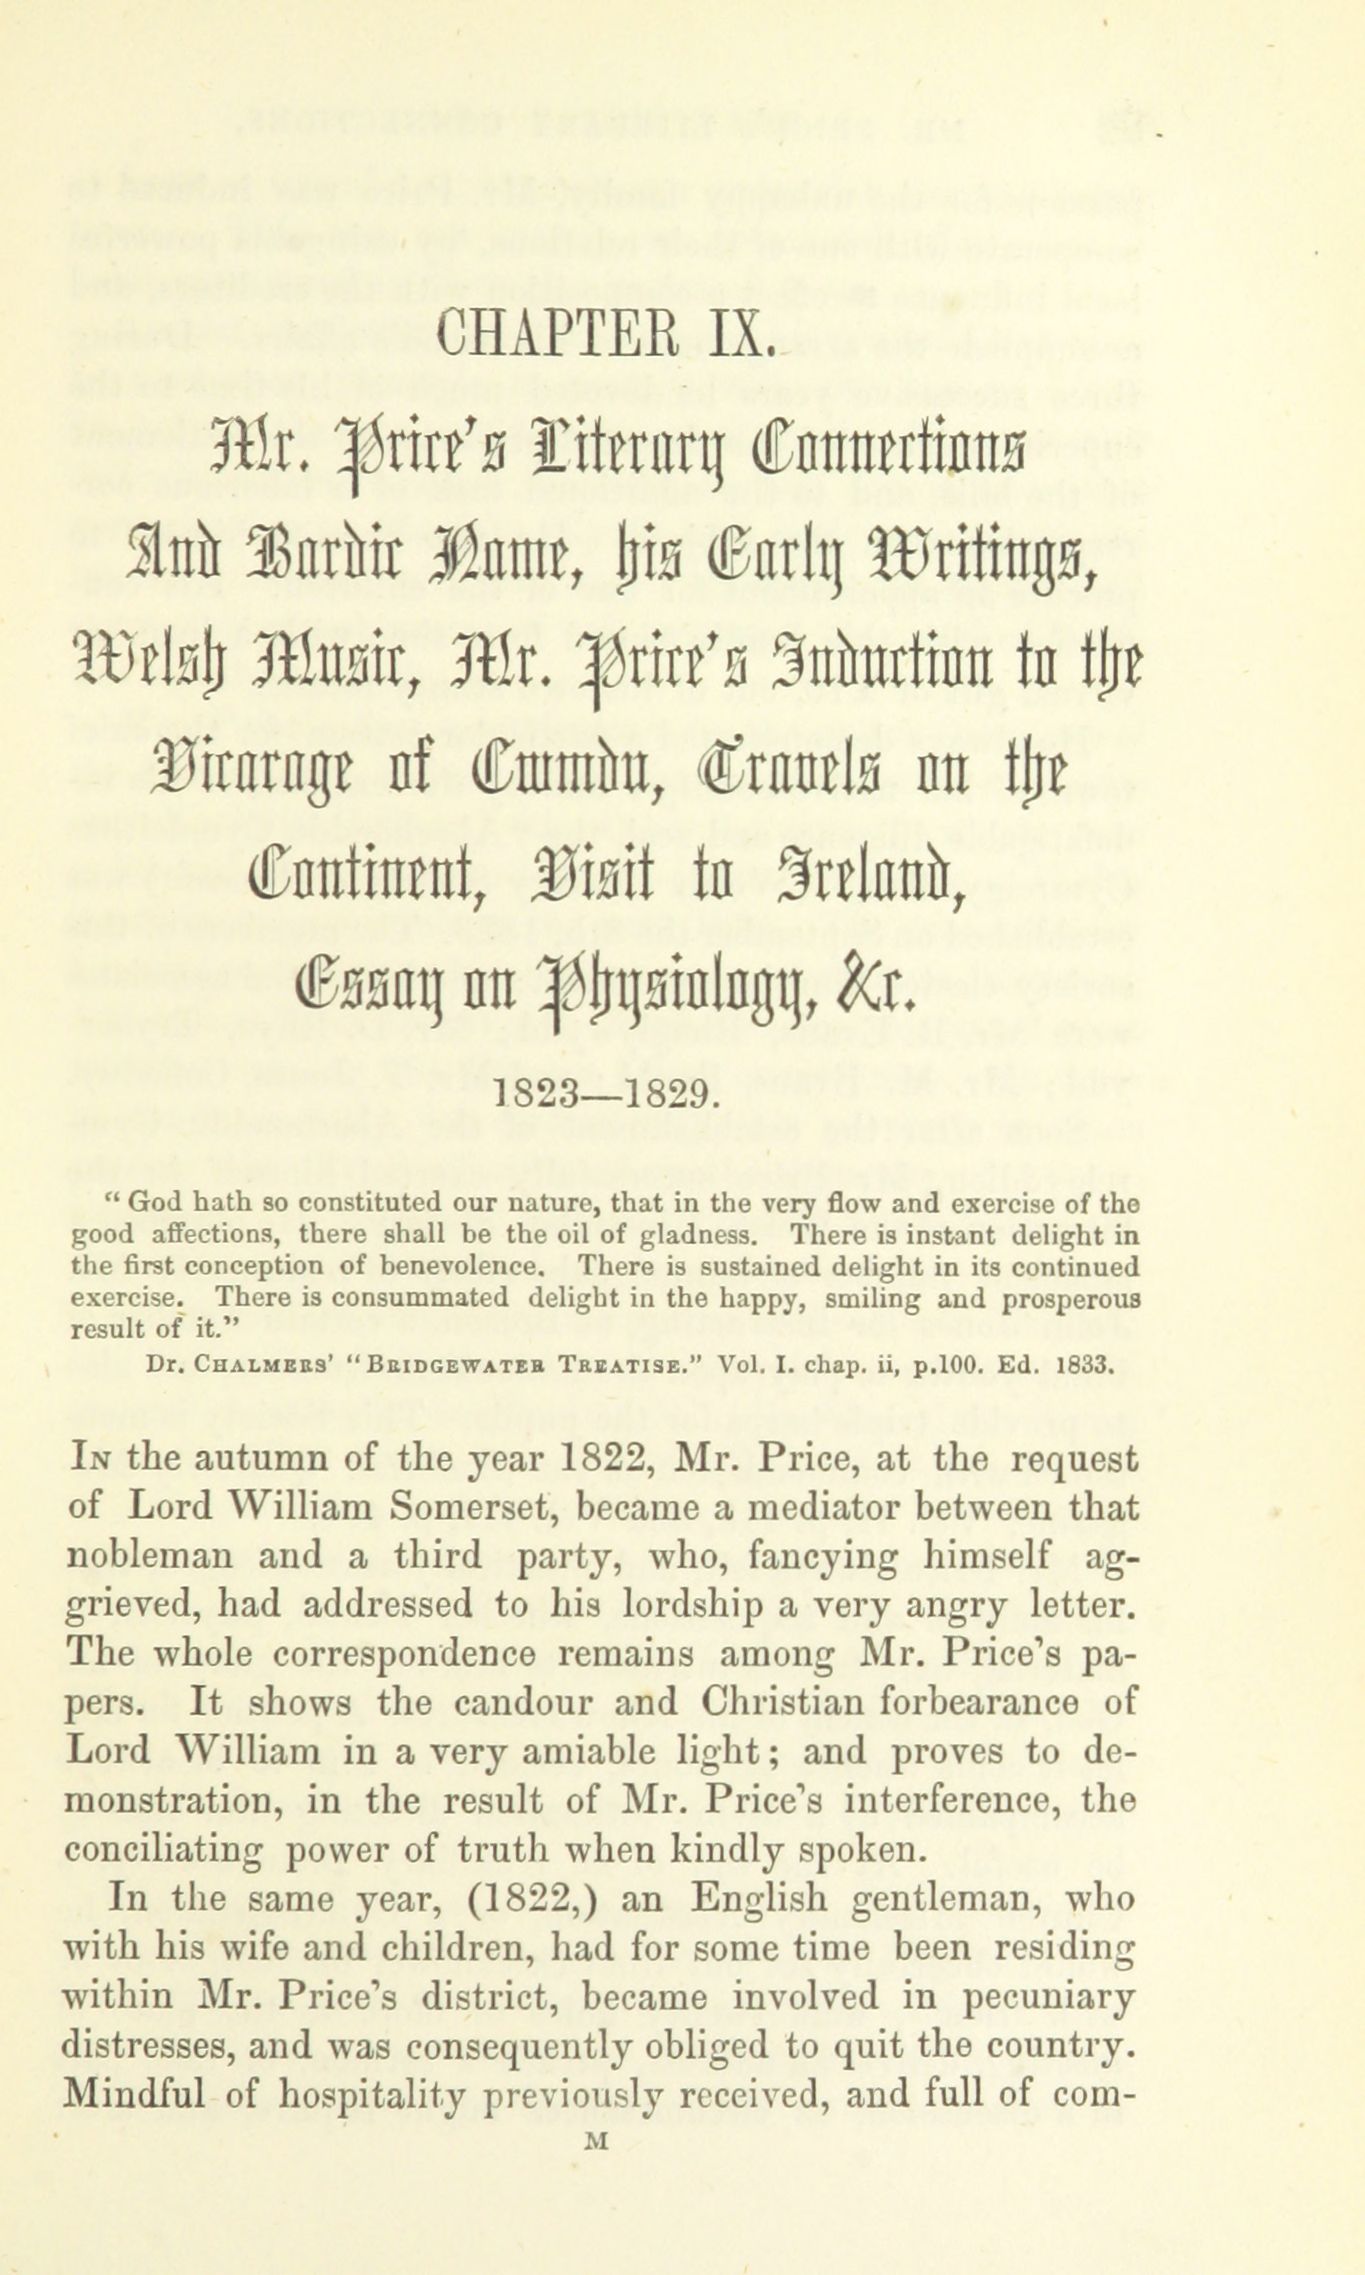 CHAPTER IX.
Mr. Price's Literary Connections
And Bardic Name, his Early Writings,
Welsh Music, Mr. Price's Induction to the
Vicarage of Cwmdu, Travels on the
Continent, Visit to Ireland,
Essay on Physiology, &c.
1823—1829.
“God hath so constituted our nature, that in the very flow and exercise of the
good affections, there shall be the oil of gladness. There is instant delight in
the first conception of benevolence. There is sustained delight in its continued
exercise. There is consummated delight in the happy, smiling and prosperous
result of it.”
Dr. Chalmers’ “Bridgewater Treatise.” Vol. I. chap. ii, p.100. Ed. 1833.
In the autumn of the year 1822, Mr. Price, at the request
of Lord William Somerset, became a mediator between that
nobleman and a third party, who, fancying himself ag-
grieved, had addressed to his lordship a very angry letter.
The whole correspondence remains among Mr. Price’s pa-
pers. It shows the candour and Christian forbearance of
Lord William in a very amiable light; and proves to de-
monstration, in the result of Mr. Price’s interference, the
conciliating power of truth when kindly spoken.
In the same year, (1822,) an English gentleman, who
with his wife and children, had for some time been residing
within Mr. Price’s district, became involved in pecuniary
distresses, and was consequently obliged to quit the country.
Mindful of hospitality previously received, and full of com-
M